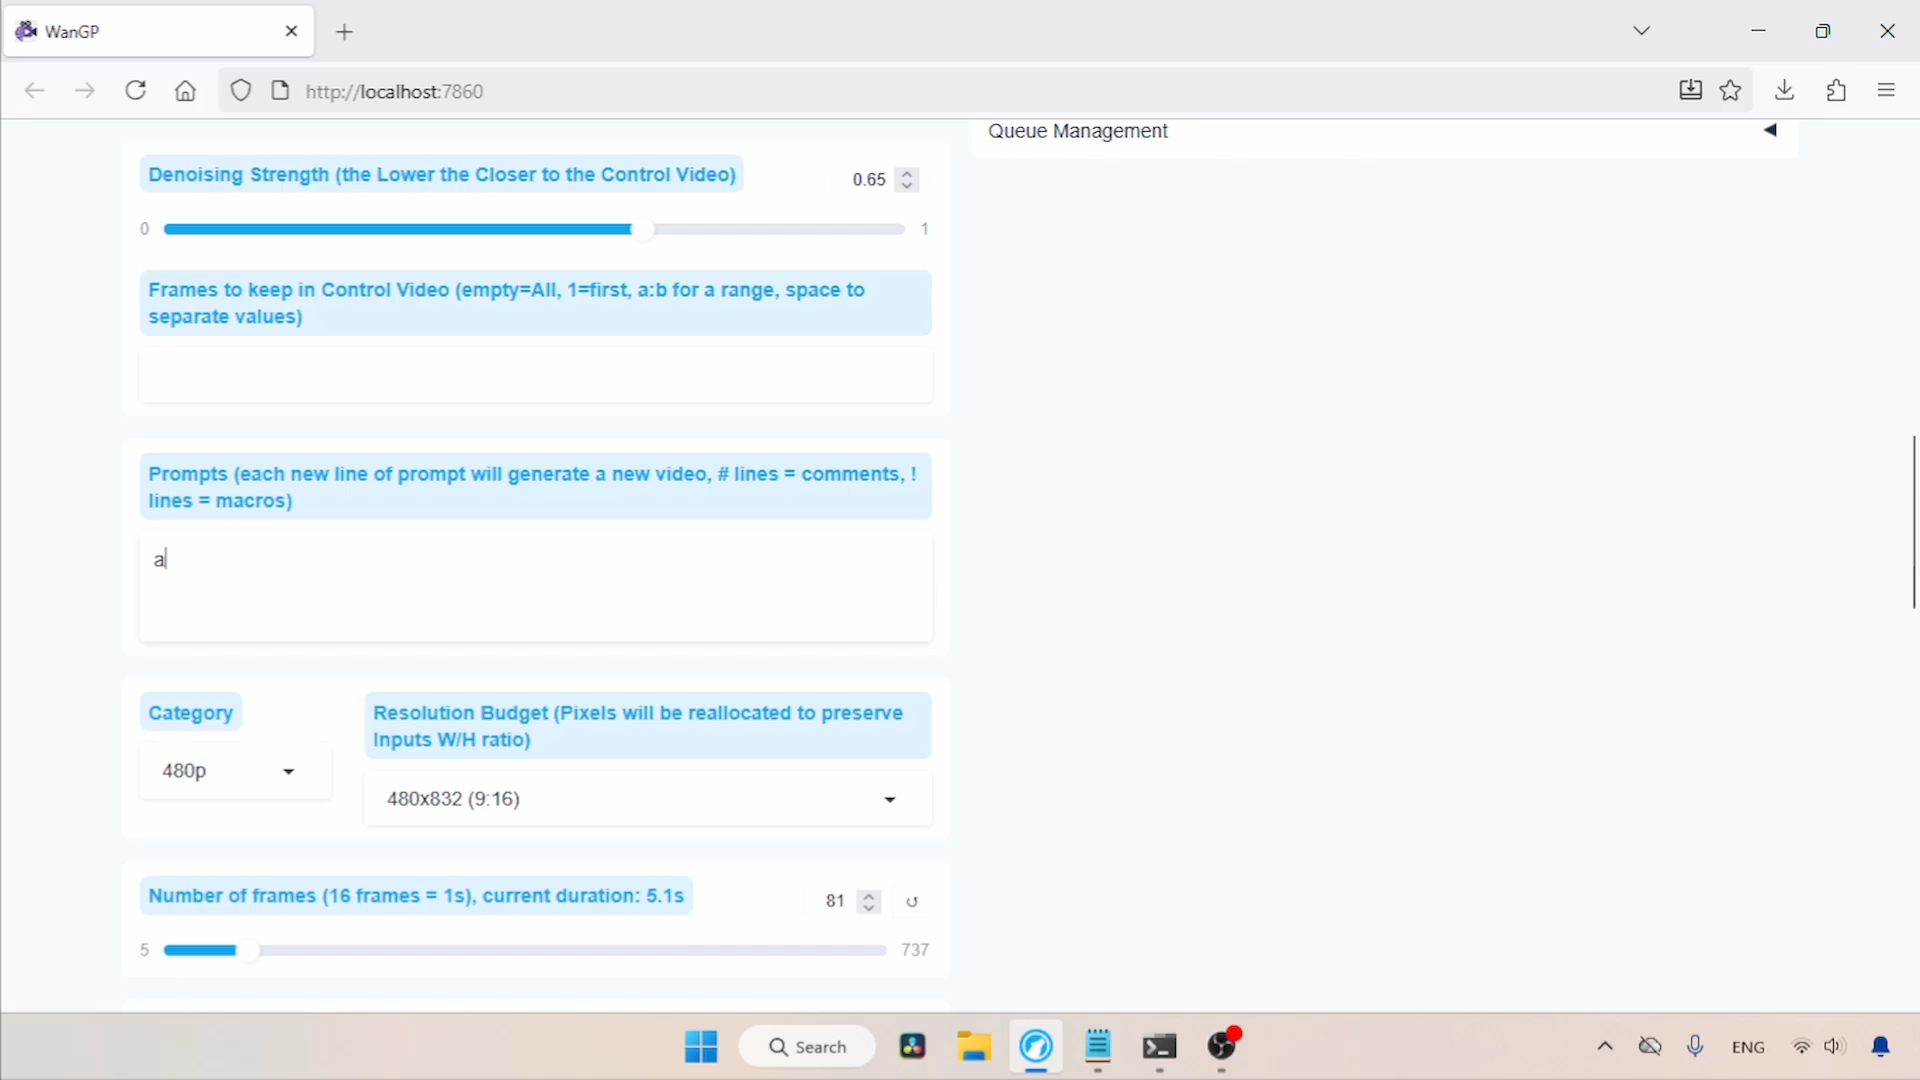 WanGP
http://localhost:7860
Queue Management
Denoising Strength (the Lower the Closer to the Control Video)
0.65
0
1
Frames to keep in Control Video (empty=All, 1=first, a:b for a range, space to
separate values)
Prompts (each new line of prompt will generate a new video, # lines = comments, !
lines = macros)
a
Category
480p
Resolution Budget (Pixels will be reallocated to preserve
Inputs W/H ratio)
480x832 (9:16)
Number of frames (16 frames = 1s), current duration: 5.1s
81
5
737
Search
ENG